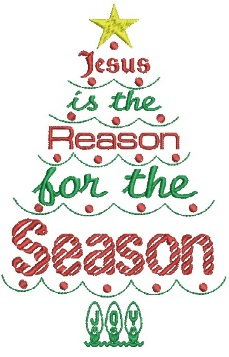 Jesus
is the
Reason
for the
Season
JOY